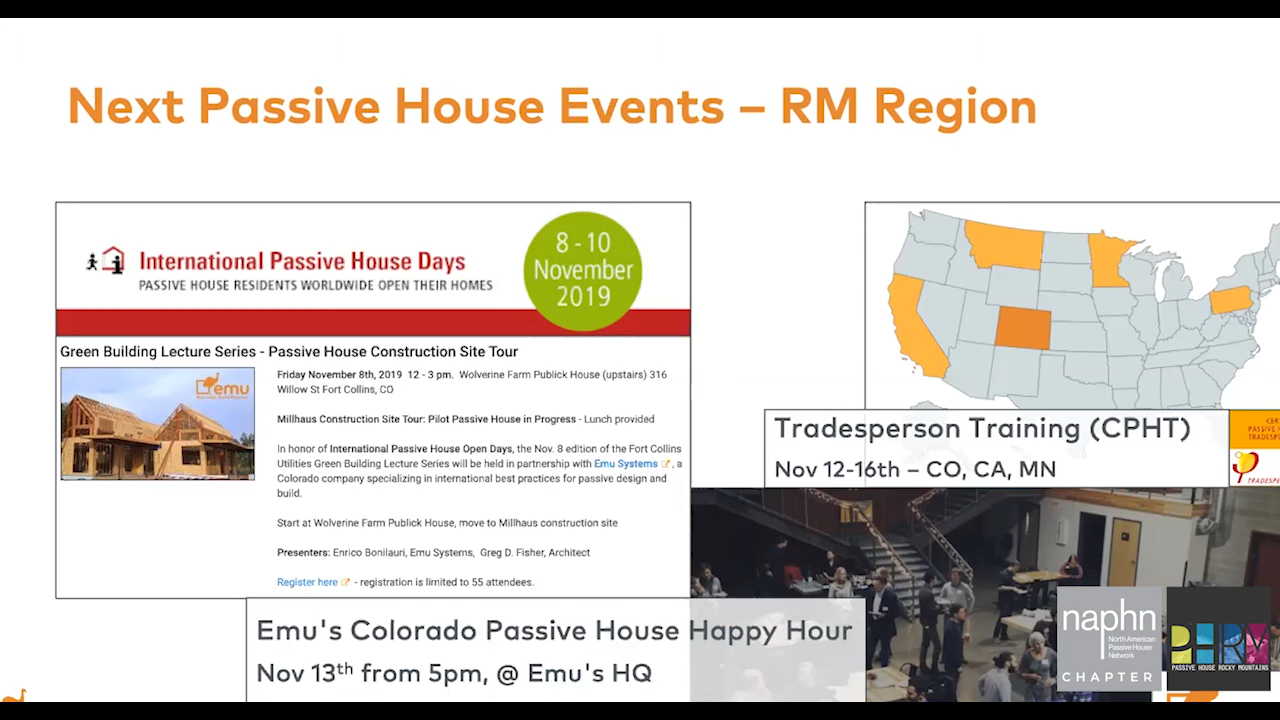 Next Passive House Events – RM Region
International Passive House Days
PASSIVE HOUSE RESIDENTS WORLDWIDE OPEN THEIR HOMES
8 - 10
November
2019
Green Building Lecture Series - Passive House Construction Site Tour
emu
Friday November 8th, 2019 12 - 3 pm. Wolverine Farm Publick House (upstairs) 316
Willow St Fort Collins, CO
Millhaus Construction Site Tour: Pilot Passive House in Progress - Lunch provided
In honor of International Passive House Open Days, the Nov. 8 edition of the Fort Collins
Utilities Green Building Lecture Series will be held in partnership with Emu Systems, a
Colorado company specializing in international best practices for passive design and
build.
Start at Wolverine Farm Publick House, move to Millhaus construction site
Presenters: Enrico Bonilauri, Emu Systems, Greg D. Fisher, Architect
Register here - registration is limited to 55 attendees.
Tradesperson Training (CPHT)
Nov 12-16th – CO, CA, MN
Emu's Colorado Passive House Happy Hour
Nov 13th from 5pm, @ Emu's HQ
naphn
North American
Passive House
Network
CHAPTER
PHRM
PASSIVE HOUSE ROCKY MOUNTAINS